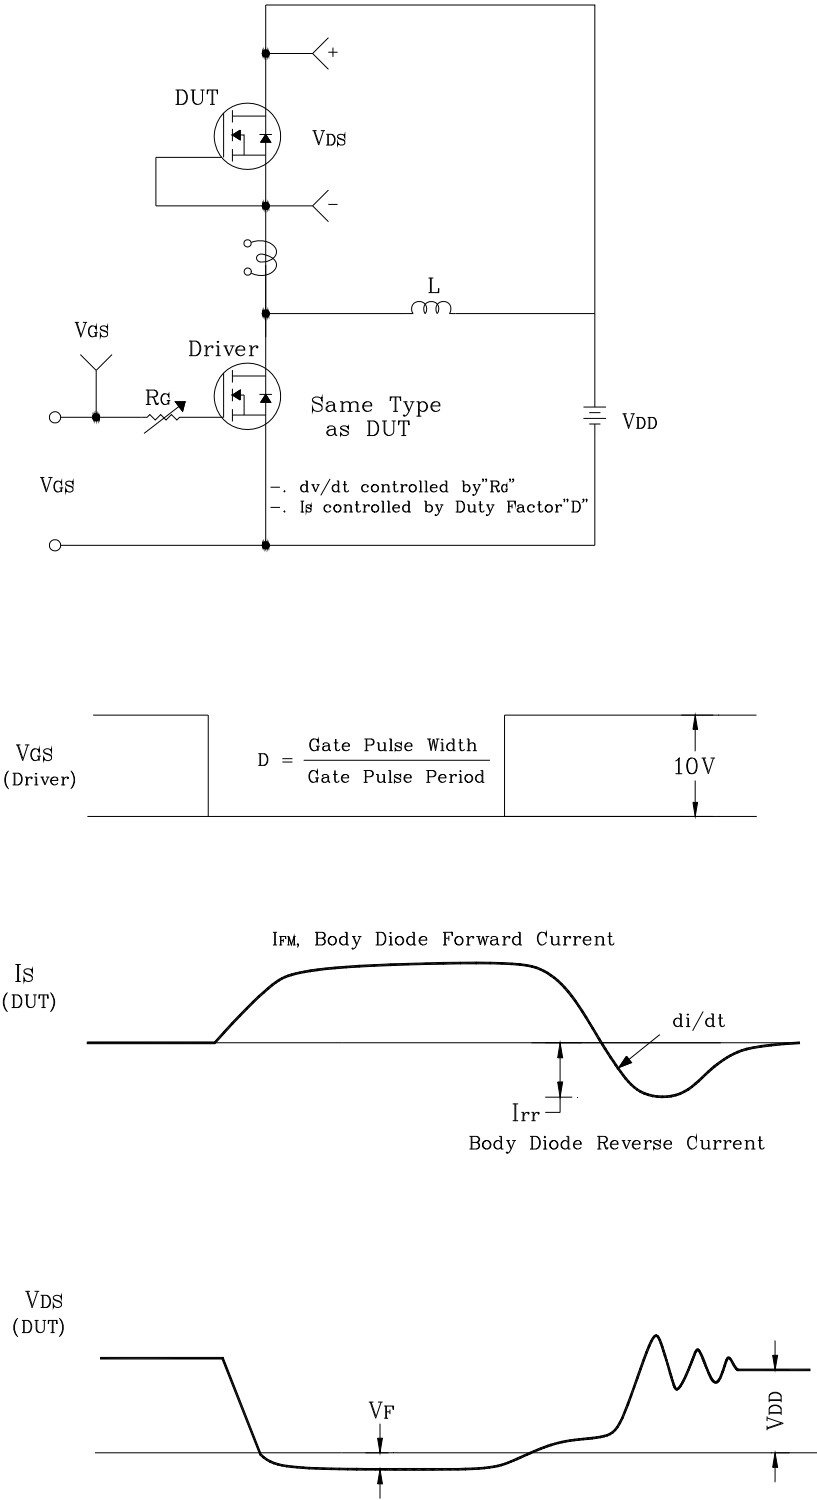 +
DUT
VDS
-
L
VGS
Driver
RG
Same Type
as DUT
VDD
VGS
-. dv/dt controlled by"RG"
-. Is controlled by Duty Factor"D"
VGS
(Driver)
D = Gate Pulse Width
Gate Pulse Period
10V
IFM, Body Diode Forward Current
IS
(DUT)
di/dt
Irr
Body Diode Reverse Current
VDS
(DUT)
VF
VDD